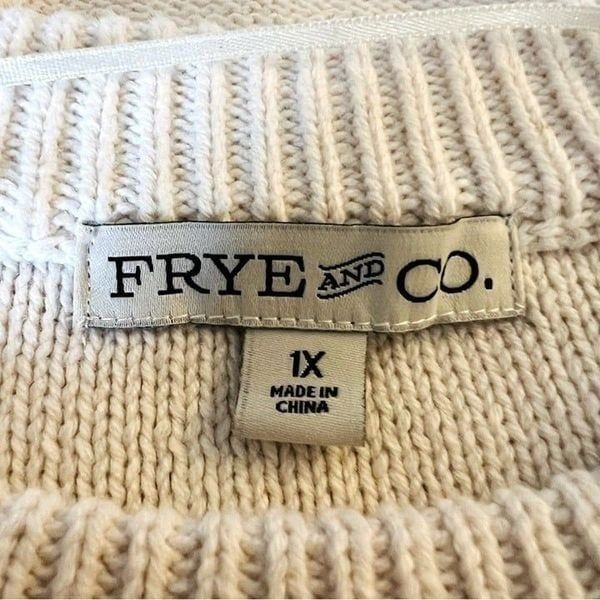 FRYE AND CO.
1X
MADE IN
CHINA